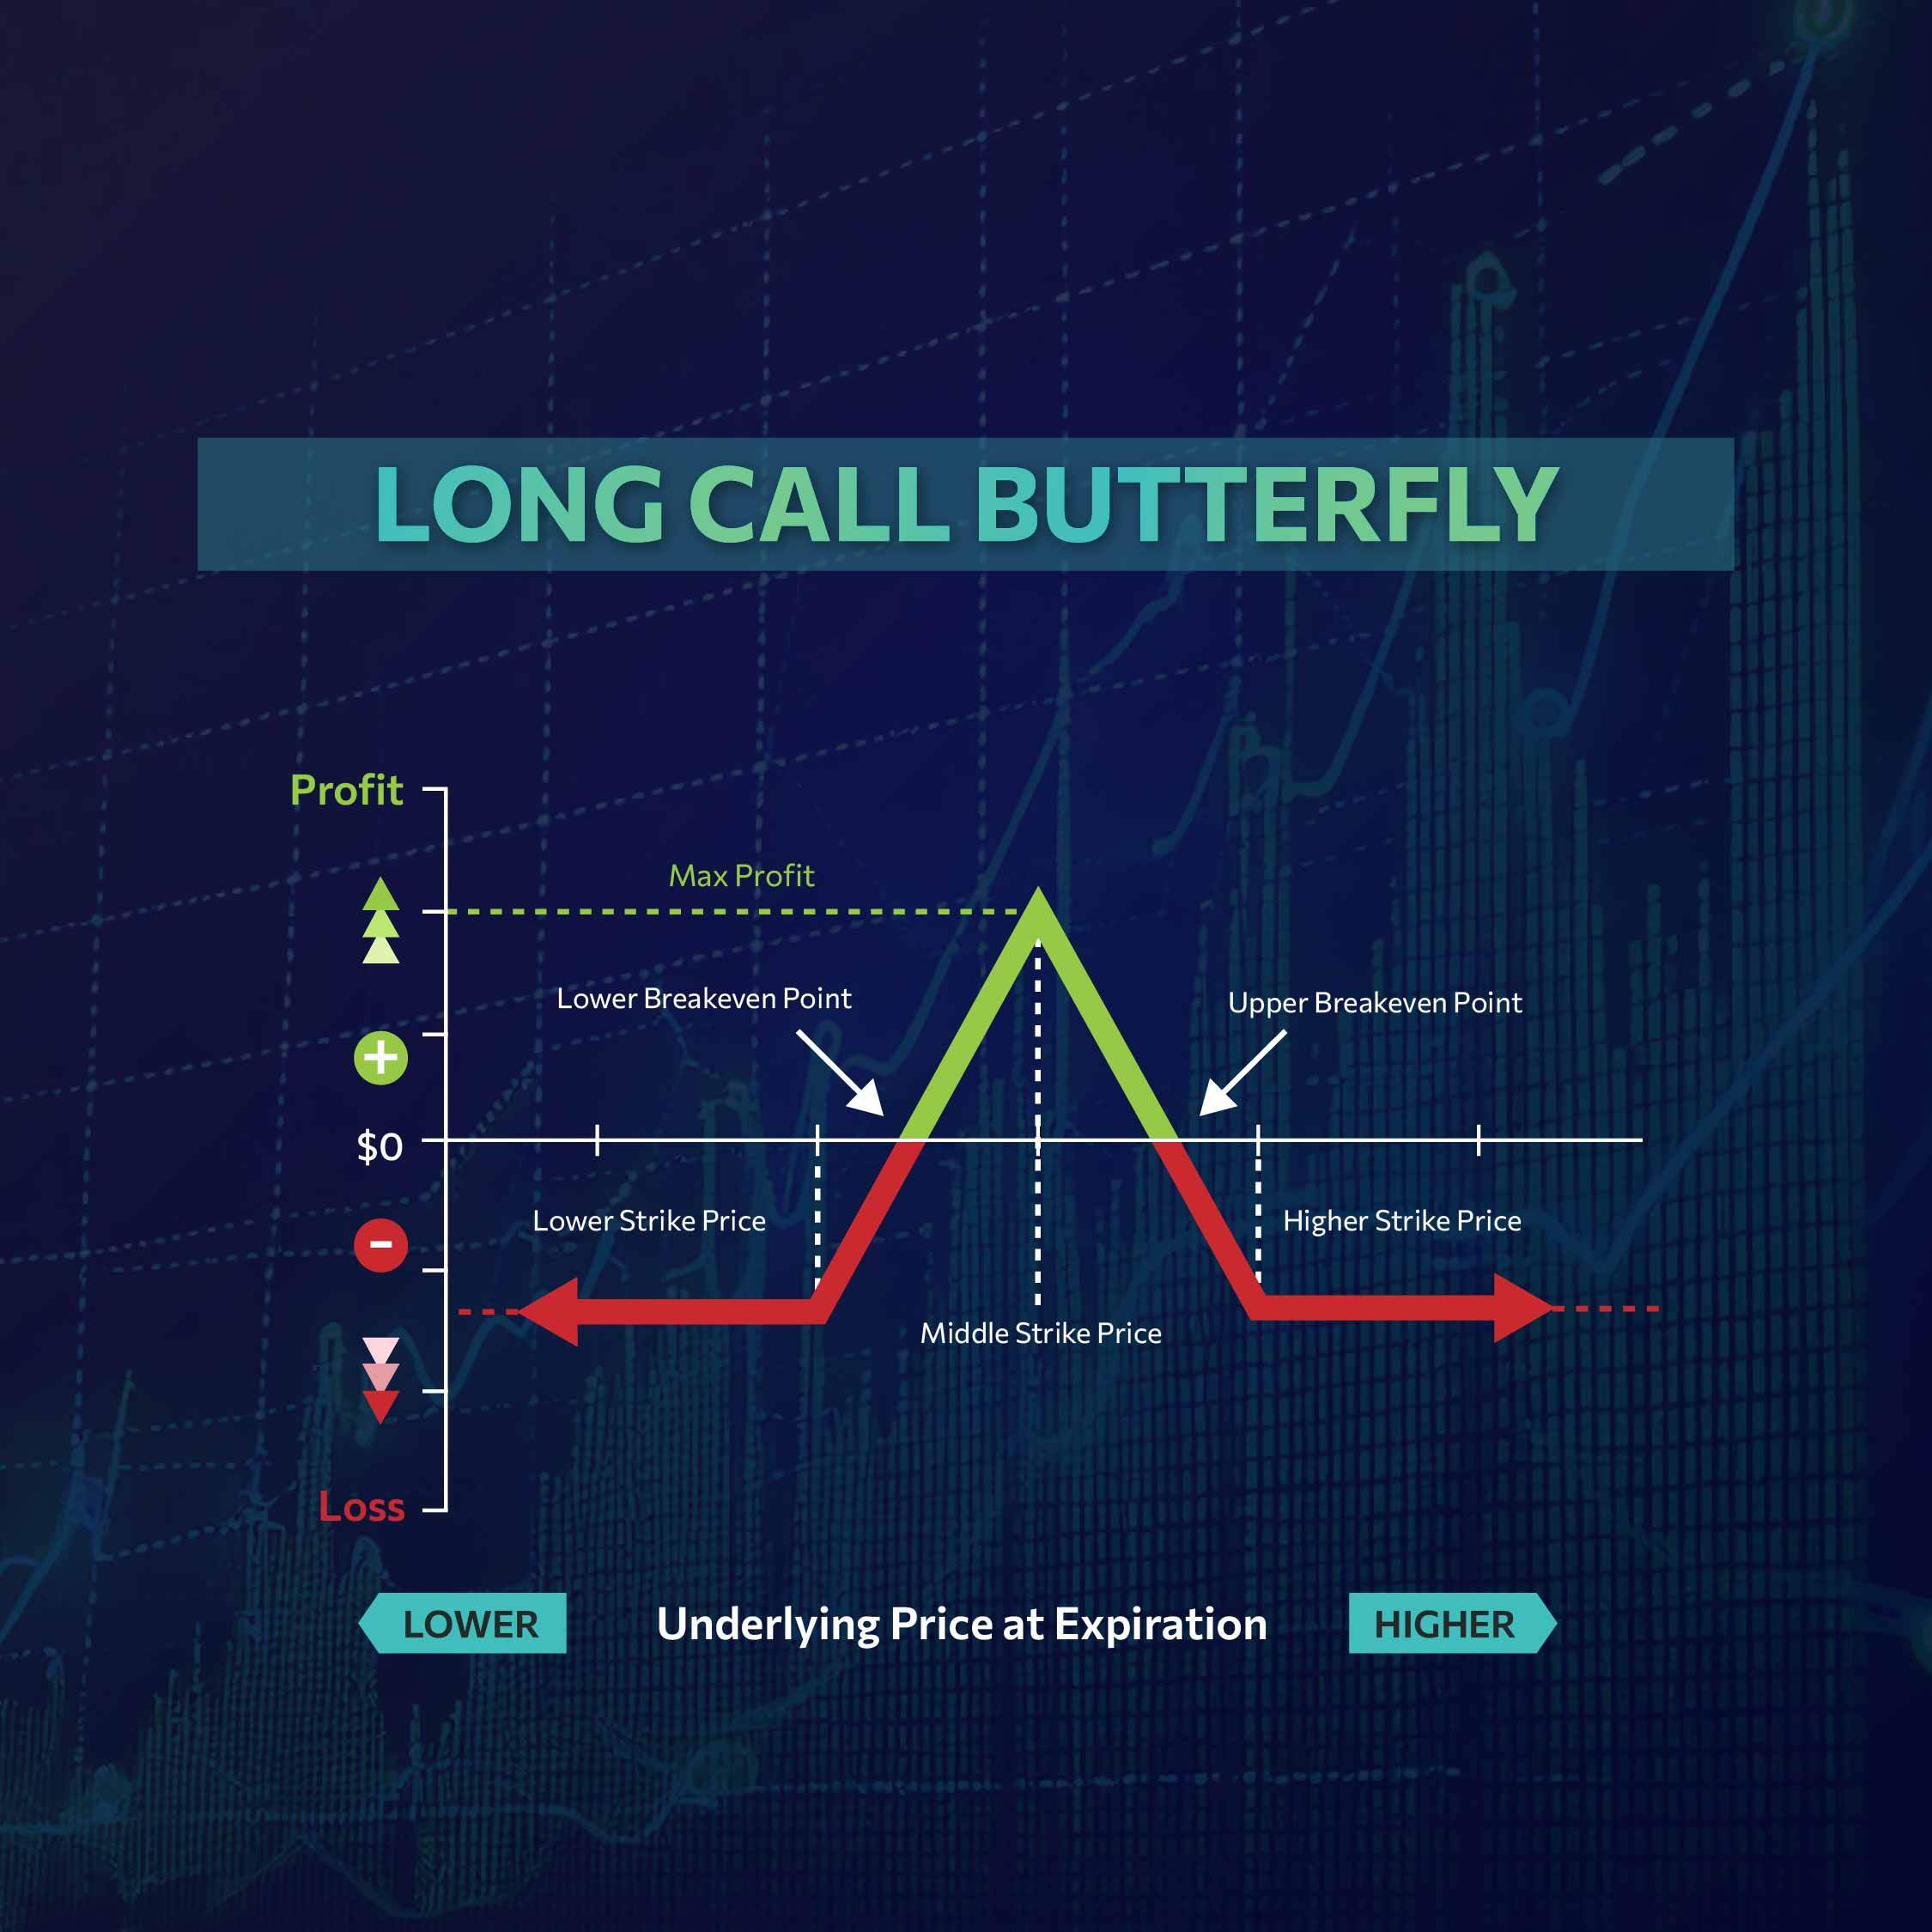 LONG CALL BUTTERFLY
Profit
Max Profit
Lower Breakeven Point
Upper Breakeven Point
+
$0
Lower Strike Price
Higher Strike Price
-
Middle Strike Price
Loss
LOWER
Underlying Price at Expiration
HIGHER